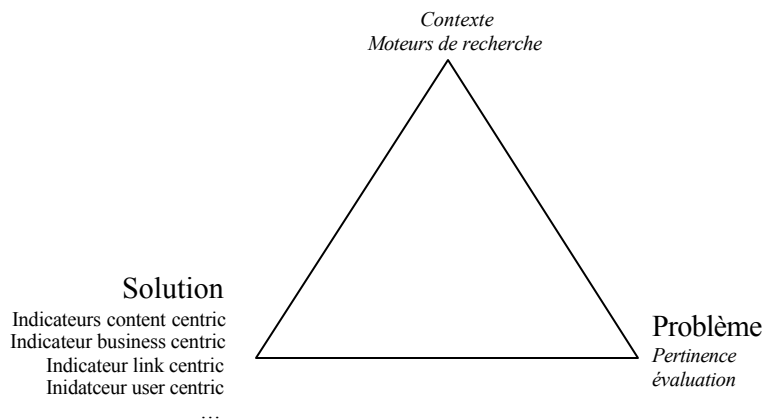 Contexte
Moteurs de recherche
Solution
Indicateurs content centric
Indicateur business centric
Indicateur link centric
Inidatceur user centric
…
Problème
Pertinence
évaluation